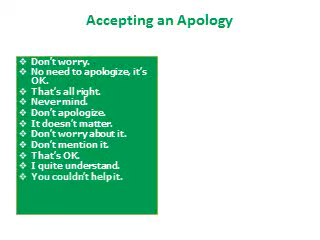 Accepting an Apology
❖ Don't worry.
❖ No need to apologize, it's
OK.
❖ That's all right.
❖ Never mind.
❖ Don't apologize.
❖ It doesn't matter.
❖ Don't worry about it.
❖ Don't mention it.
❖ That's OK.
❖ I quite understand.
❖ You couldn't help it.